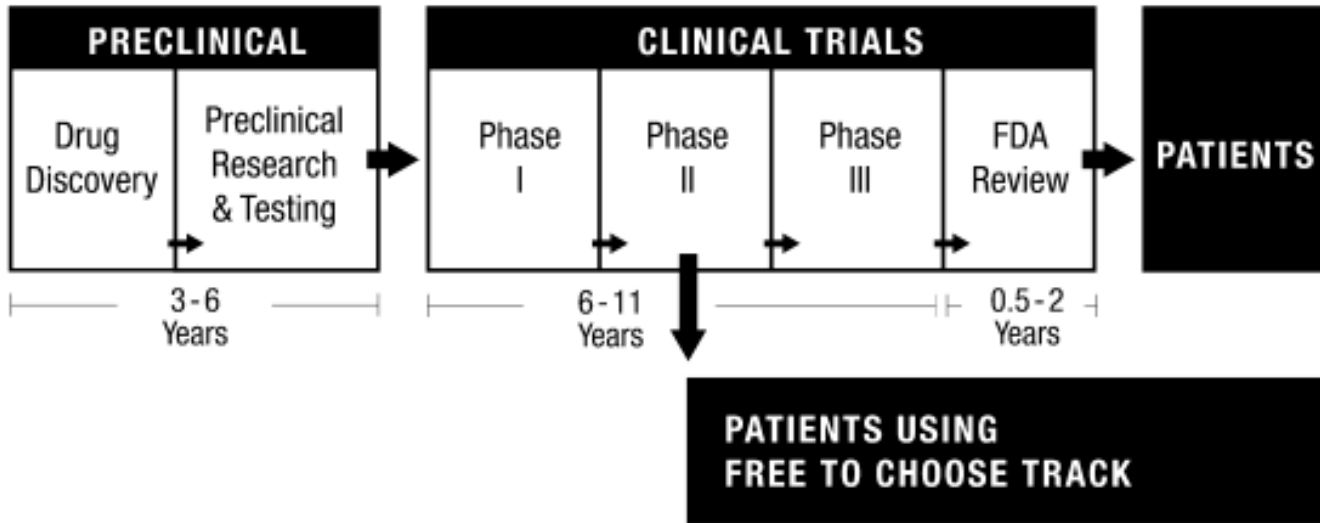 PRECLINICAL
Drug
Discovery
Preclinical
Research
& Testing
3-6
Years
CLINICAL TRIALS
Phase
I
Phase
II
Phase
III
FDA
Review
6-11
Years
0.5-2
Years
PATIENTS
PATIENTS USING
FREE TO CHOOSE TRACK